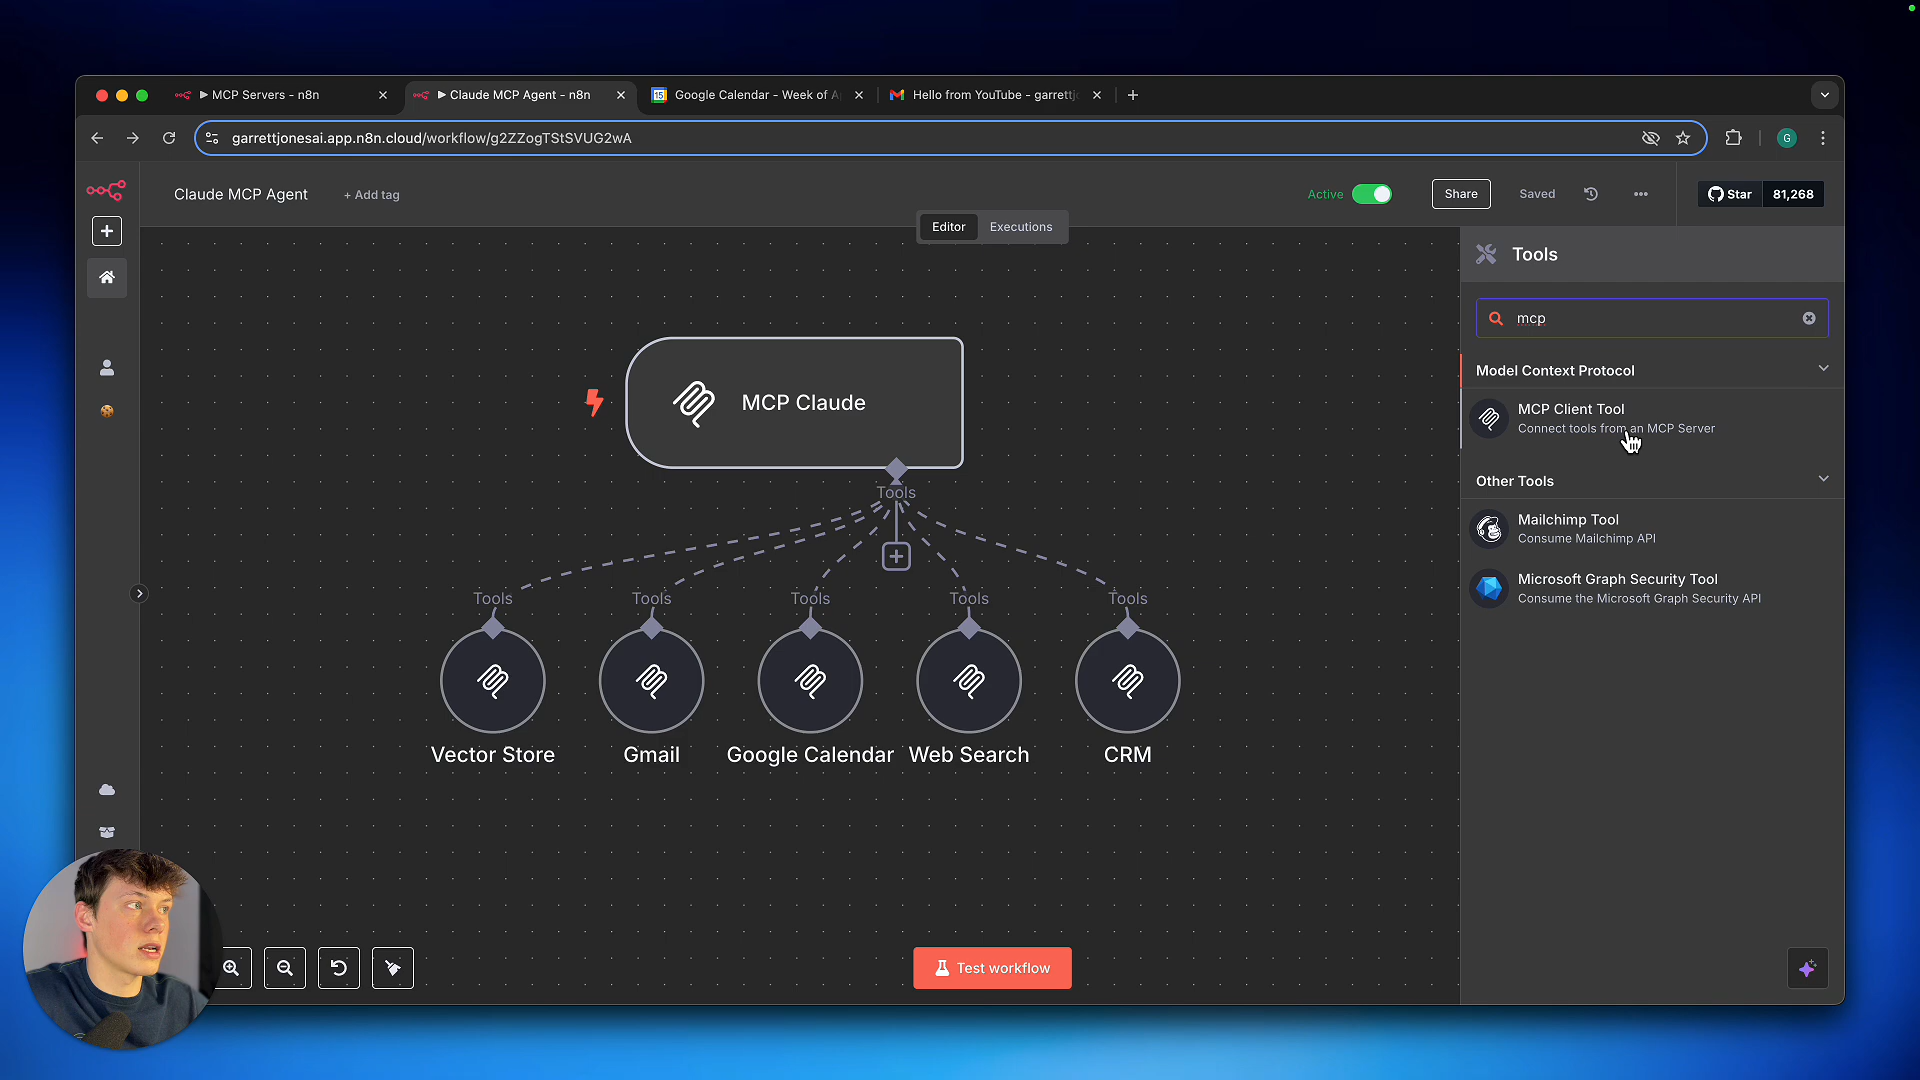 MCP Servers - n8n
Claude MCP Agent - n8n
Google Calendar - Week of A
Hello from YouTube - garrettj
garrettjonesai.app.n8n.cloud/workflow/g2ZZogTStSVUG2wA
G
Claude MCP Agent
+ Add tag
Active
Share
Saved
Star
81,268
Editor
Executions
Tools
mcp
Model Context Protocol
MCP Client Tool
Connect tools from an MCP Server
Other Tools
Mailchimp Tool
Consume Mailchimp API
Microsoft Graph Security Tool
Consume the Microsoft Graph Security API
MCP Claude
Tools
Tools
Tools
Tools
Tools
Tools
Vector Store
Gmail
Google Calendar
Web Search
CRM
Test workflow